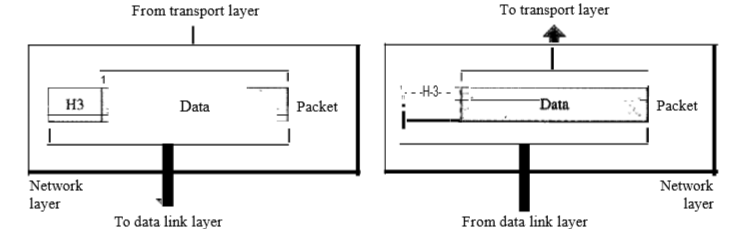 From transport layer
To transport layer
H3
Data
Packet
-H-3-
Data
Packet
Network
layer
Network
layer
To data link layer
From data link layer